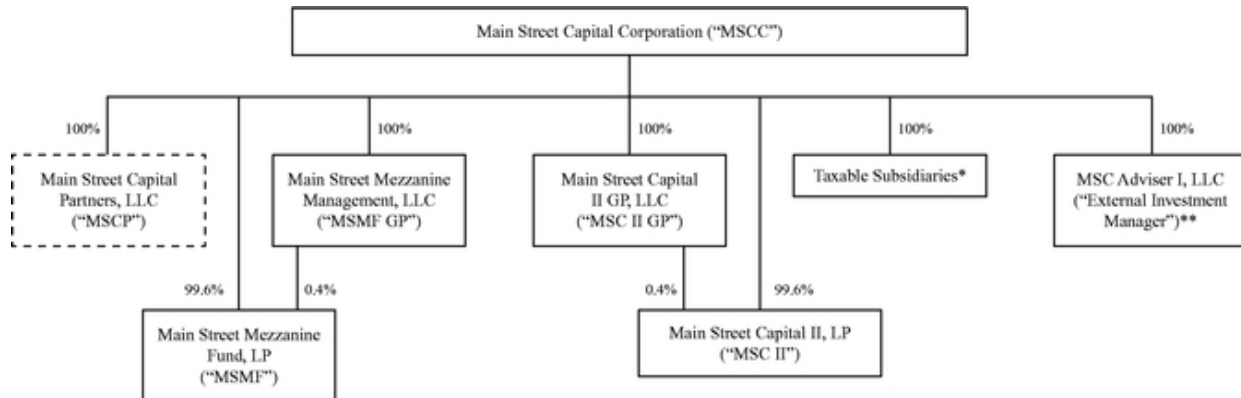 Main Street Capital Corporation (“MSCC”)
100%
100%
100%
100%
100%
Main Street Capital
Partners, LLC
(“MSCP”)
Main Street Mezzanine
Management, LLC
(“MSMF GP”)
Main Street Capital
II GP, LLC
(“MSC II GP”)
Taxable Subsidiaries*
MSC Adviser I, LLC
(“External Investment
Manager”)**
99.6%
0.4%
0.4%
99.6%
Main Street Mezzanine
Fund, LP
(“MSMF”)
Main Street Capital II, LP
(“MSC II”)